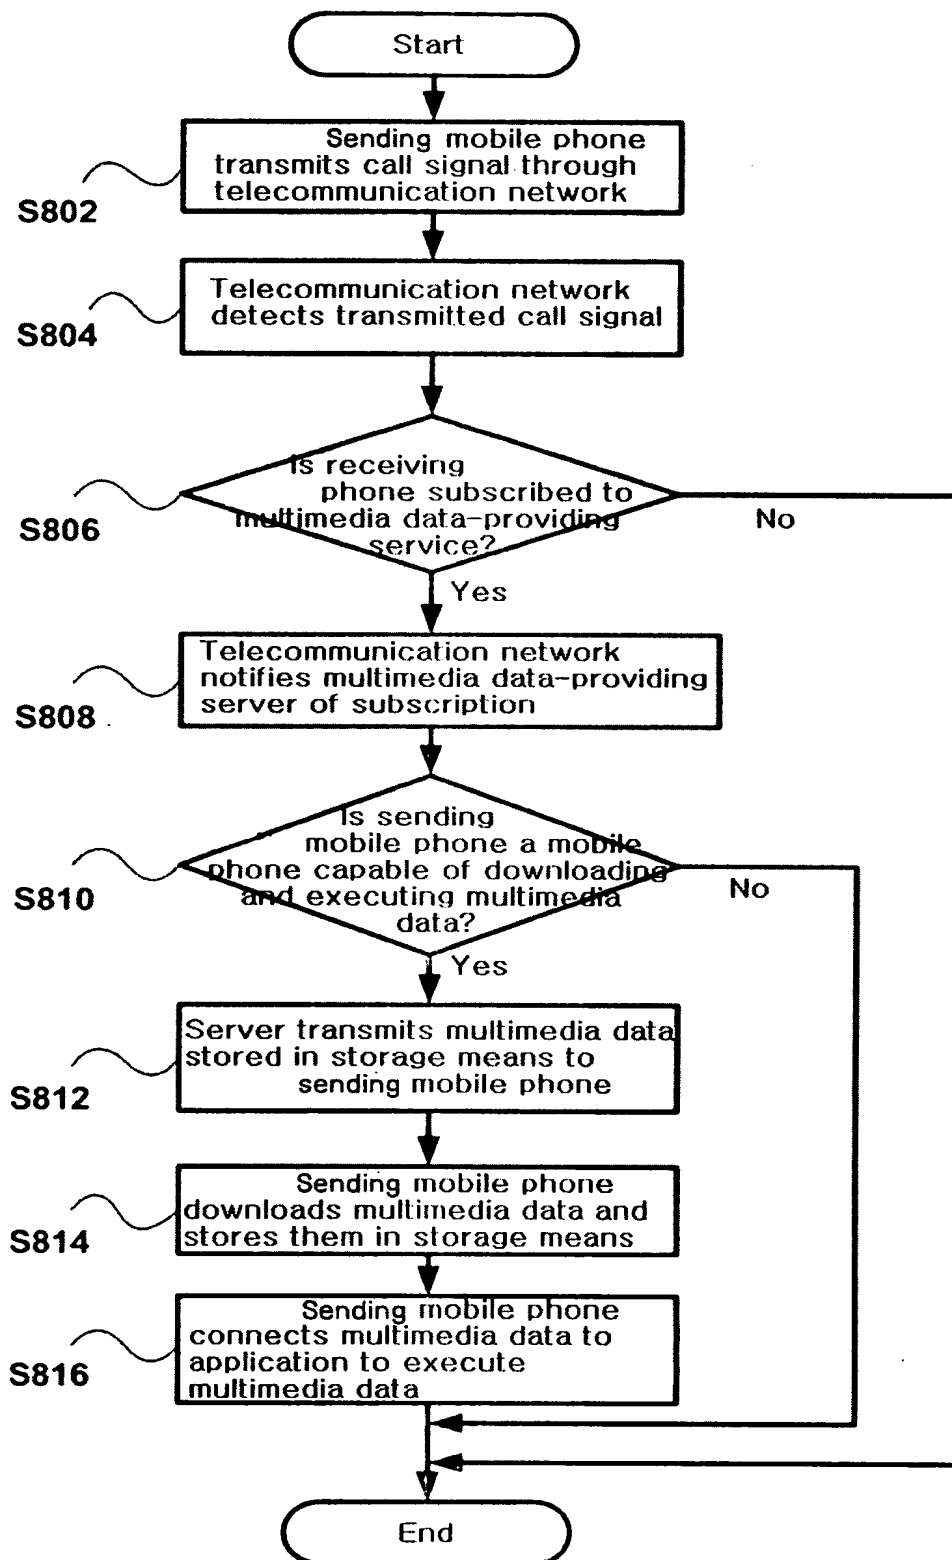 Start
Sending mobile phone
transmits call signal through
telecommunication network
S802
Telecommunication network
detects transmitted call signal
S804
Is receiving
phone subscribed to
multimedia data-providing
service?
S806
No
Yes
Telecommunication network
notifies multimedia data-providing
server of subscription
S808
Is sending
mobile phone a mobile
phone capable of downloading
and executing multimedia
data?
S810
No
Yes
Server transmits multimedia data
stored in storage means to
sending mobile phone
S812
Sending mobile phone
downloads multimedia data and
stores them in storage means
S814
Sending mobile phone
connects multimedia data to
application to execute
multimedia data
S816
End